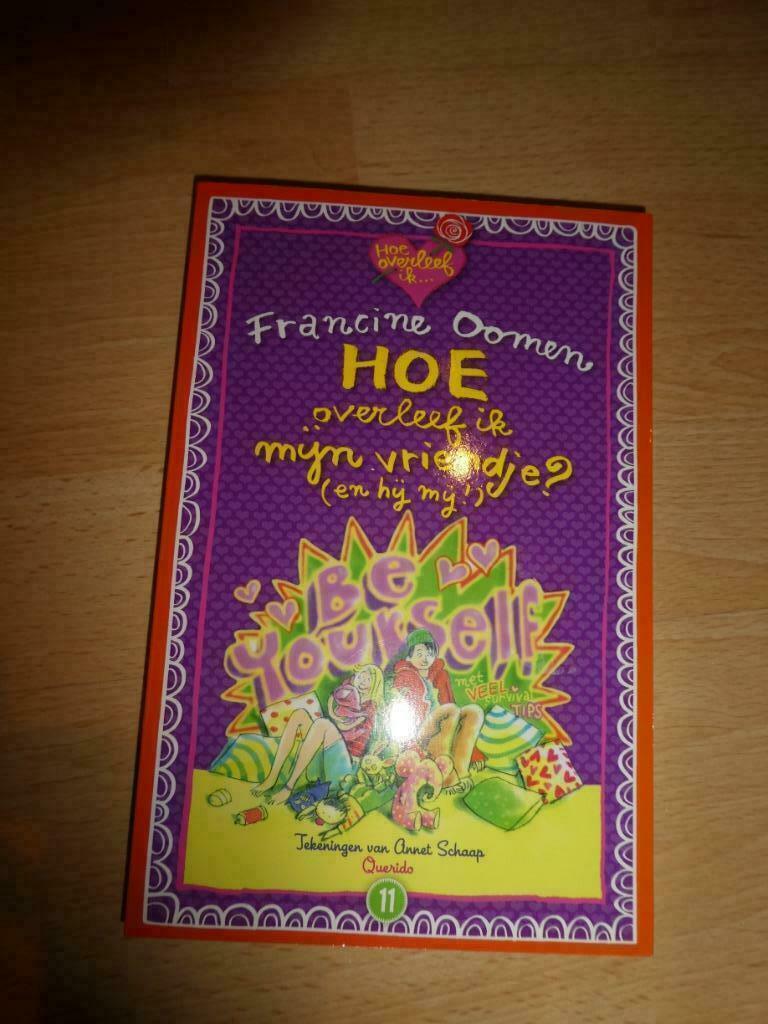 Hoe
overleef
ik...
Francine Oomen
HOE
overleef ik
mijn vriendje?
(en hij mij!)
Be
Yourself
met
VEEL
survival
TIPS
Tekeningen van Annet Schaap
Querido
11